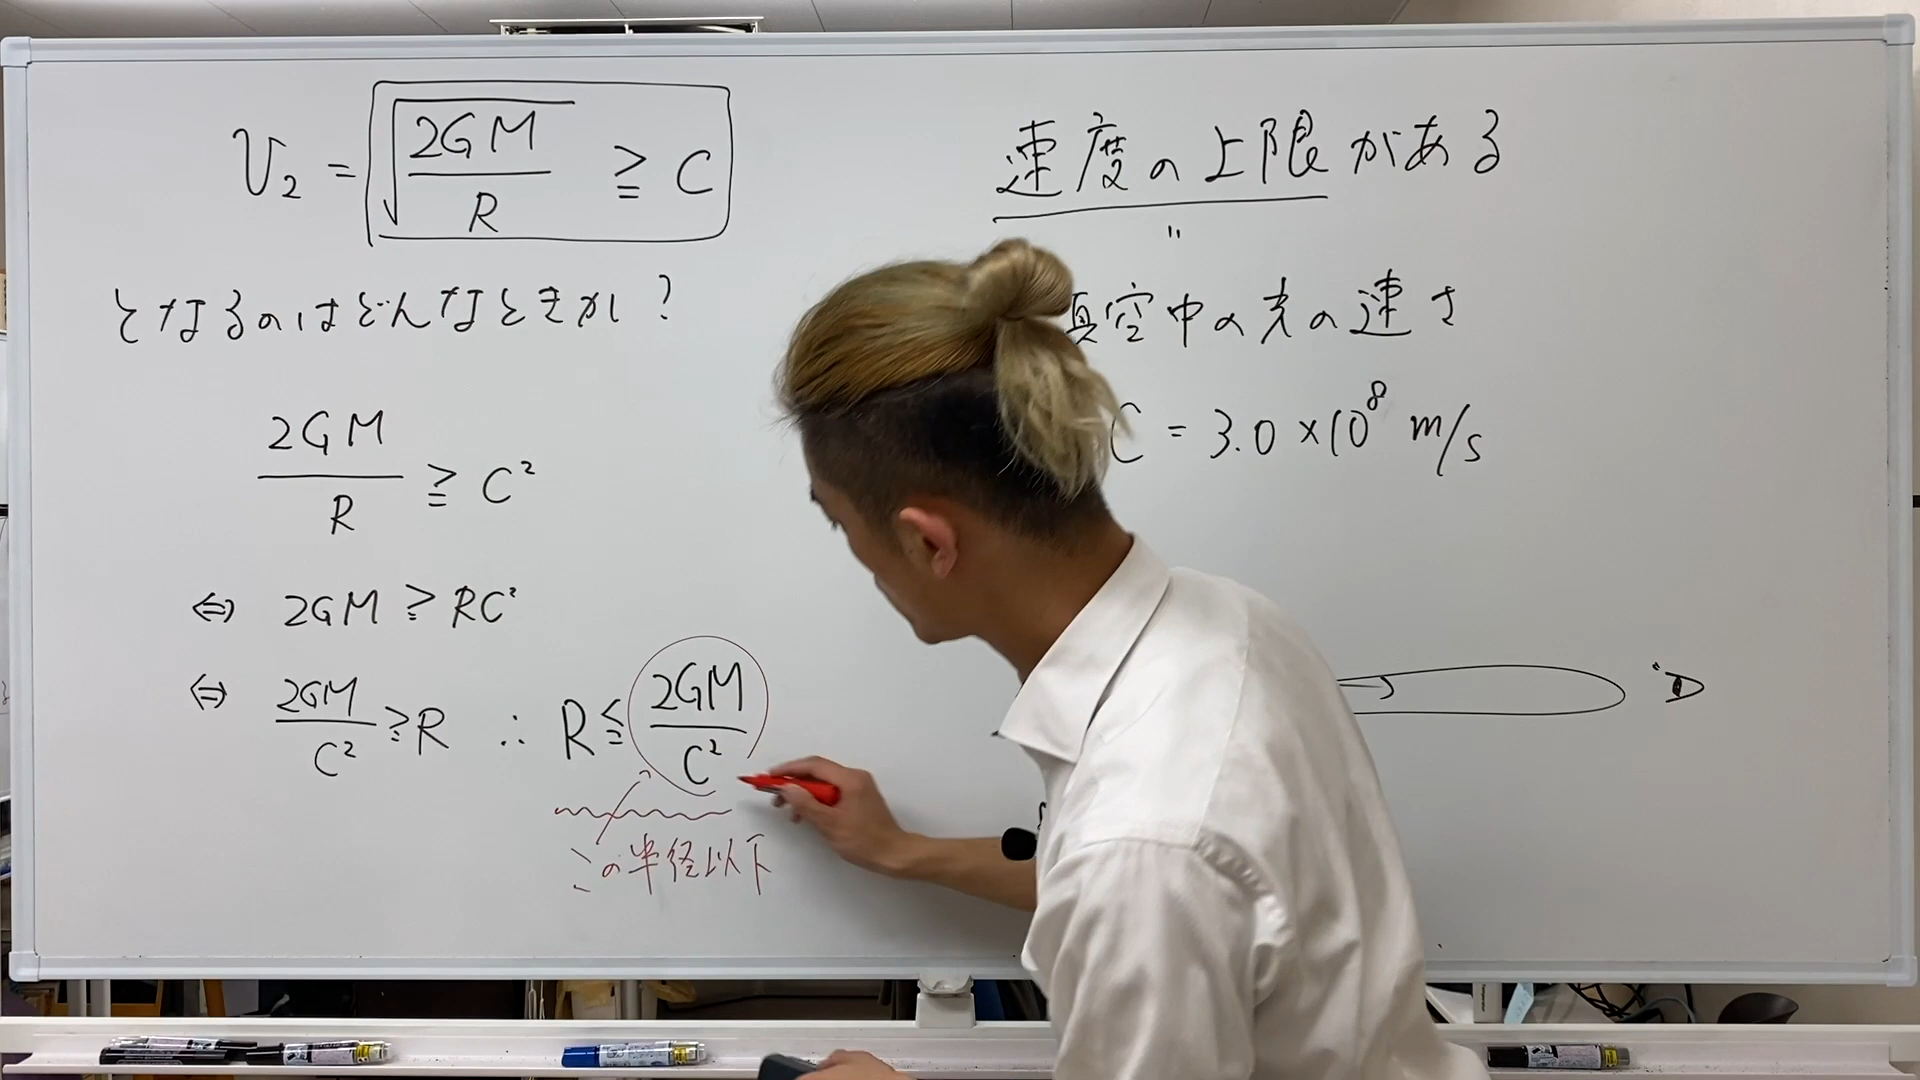 V₂ = √(2GM/R) ≧ C
となるのはどんなときか?
2GM/R ≧ C²
⇔ 2GM ≧ RC²
⇔ 2GM/C² ≧ R ∴ R ≦ 2GM/C²
この半径以下
速度の上限がある
"
真空中の光の速さ
C = 3.0 × 10⁸ m/s